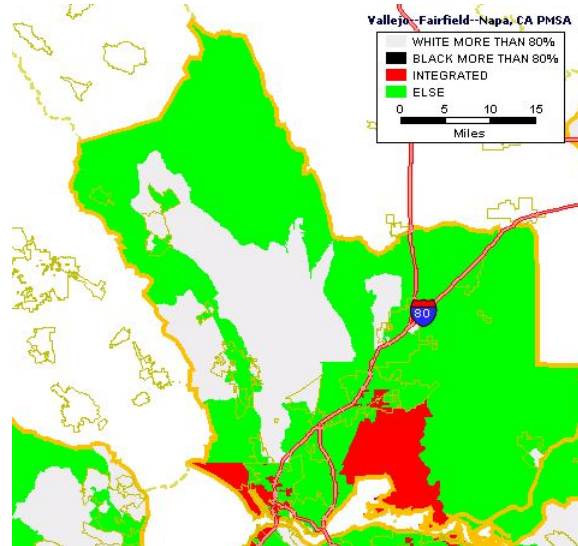 Vallejo--Fairfield--Napa, CA PMSA
WHITE MORE THAN 80%
BLACK MORE THAN 80%
INTEGRATED
ELSE
0 5 10 15
Miles
80